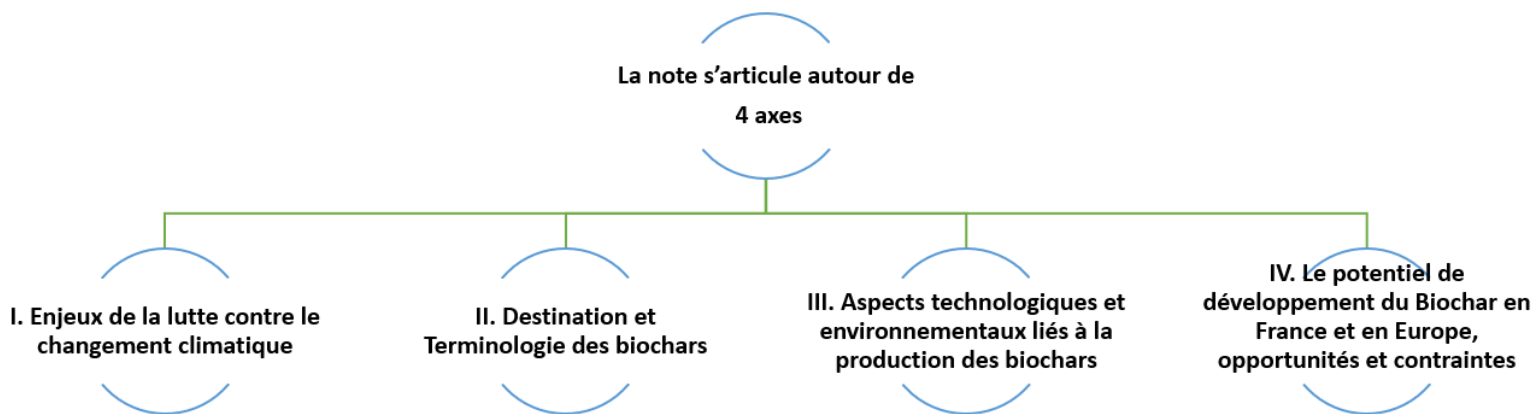 La note s’articule autour de
4 axes
I. Enjeux de la lutte contre le
changement climatique
II. Destination et
Terminologie des biochars
III. Aspects technologiques et
environnementaux liés à la
production des biochars
IV. Le potentiel de
développement du Biochar en
France et en Europe,
opportunités et contraintes